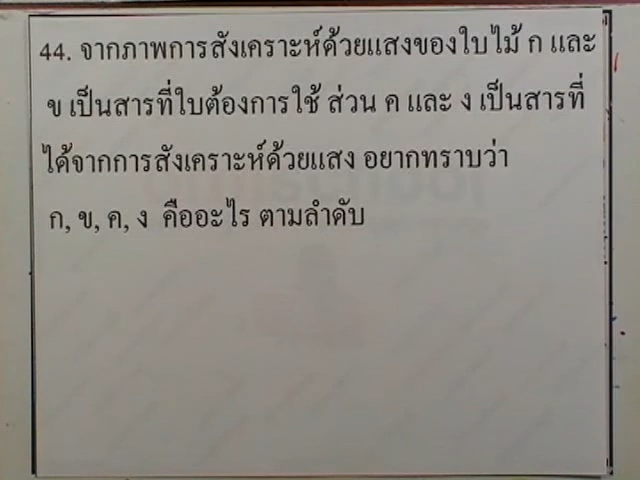 44. จากภาพการสังเคราะห์ด้วยแสงของใบไม้ ก และ
ข เป็นสารที่ใบต้องการใช้ ส่วน ค และ ง เป็นสารที่
ได้จากการสังเคราะห์ด้วยแสง อยากทราบว่า
ก, ข, ค, ง คืออะไร ตามลำดับ